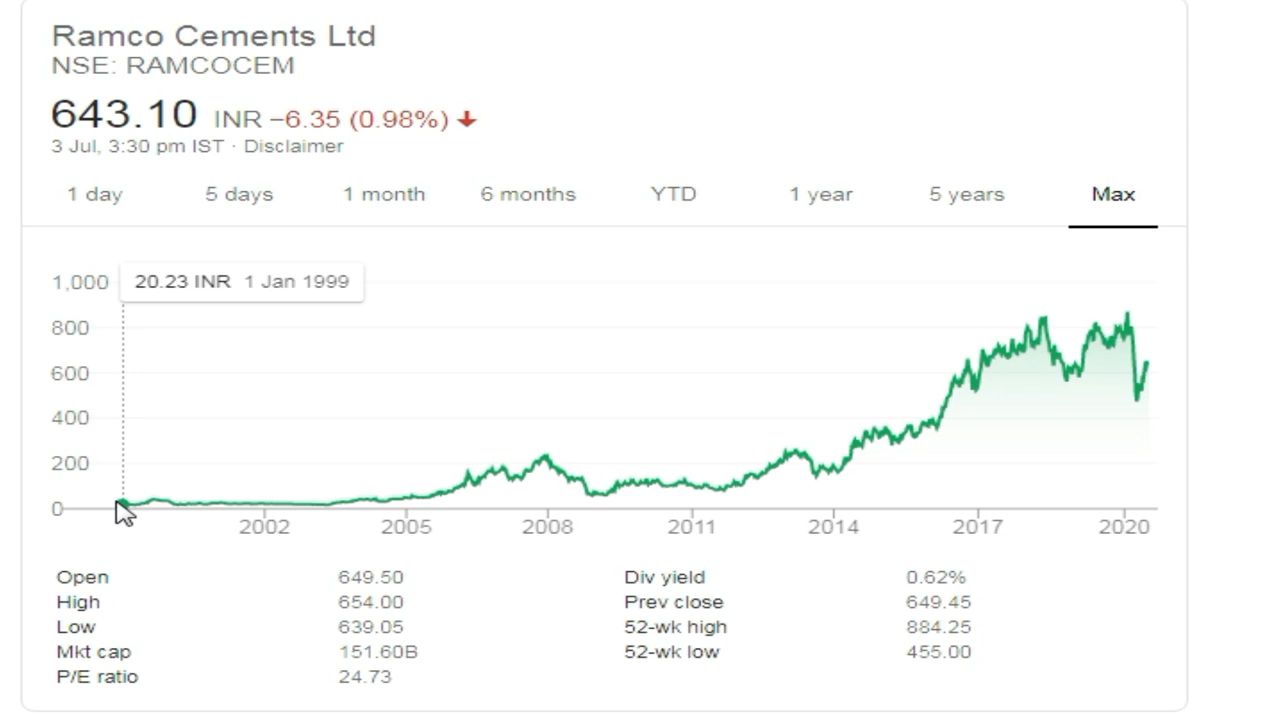 Ramco Cements Ltd
NSE: RAMCOCEM
643.10 INR −6.35 (0.98%)
3 Jul, 3:30 pm IST · Disclaimer
1 day 5 days 1 month 6 months YTD 1 year 5 years Max
20.23 INR 1 Jan 1999
1,000
800
600
400
200
0
2002 2005 2008 2011 2014 2017 2020
Open 649.50 Div yield 0.62%
High 654.00 Prev close 649.45
Low 639.05 52-wk high 884.25
Mkt cap 151.60B 52-wk low 455.00
P/E ratio 24.73